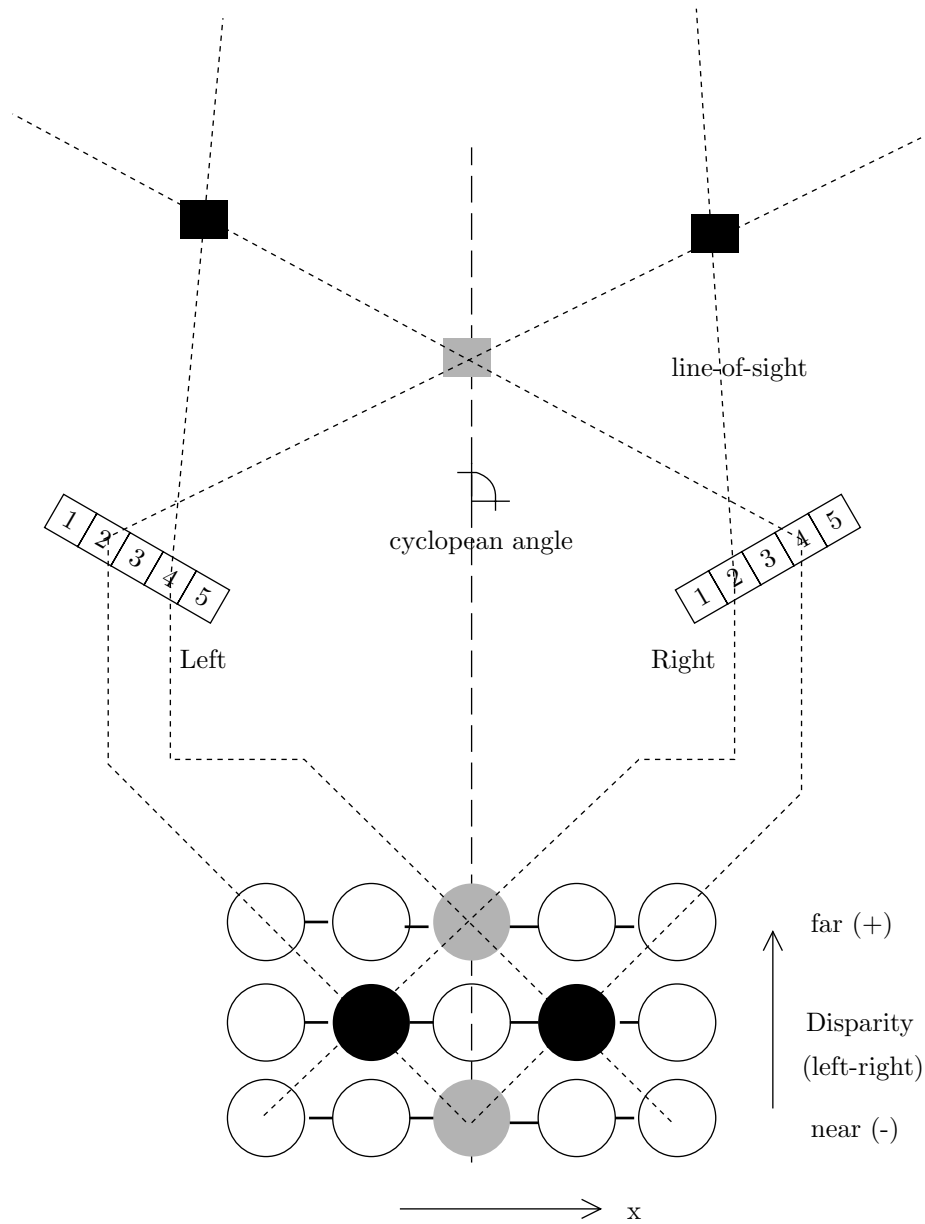 line-of-sight
cyclopean angle
1 2 3 4 5
1 2 3 4 5
Left
Right
far (+)
Disparity
(left-right)
near (-)
x